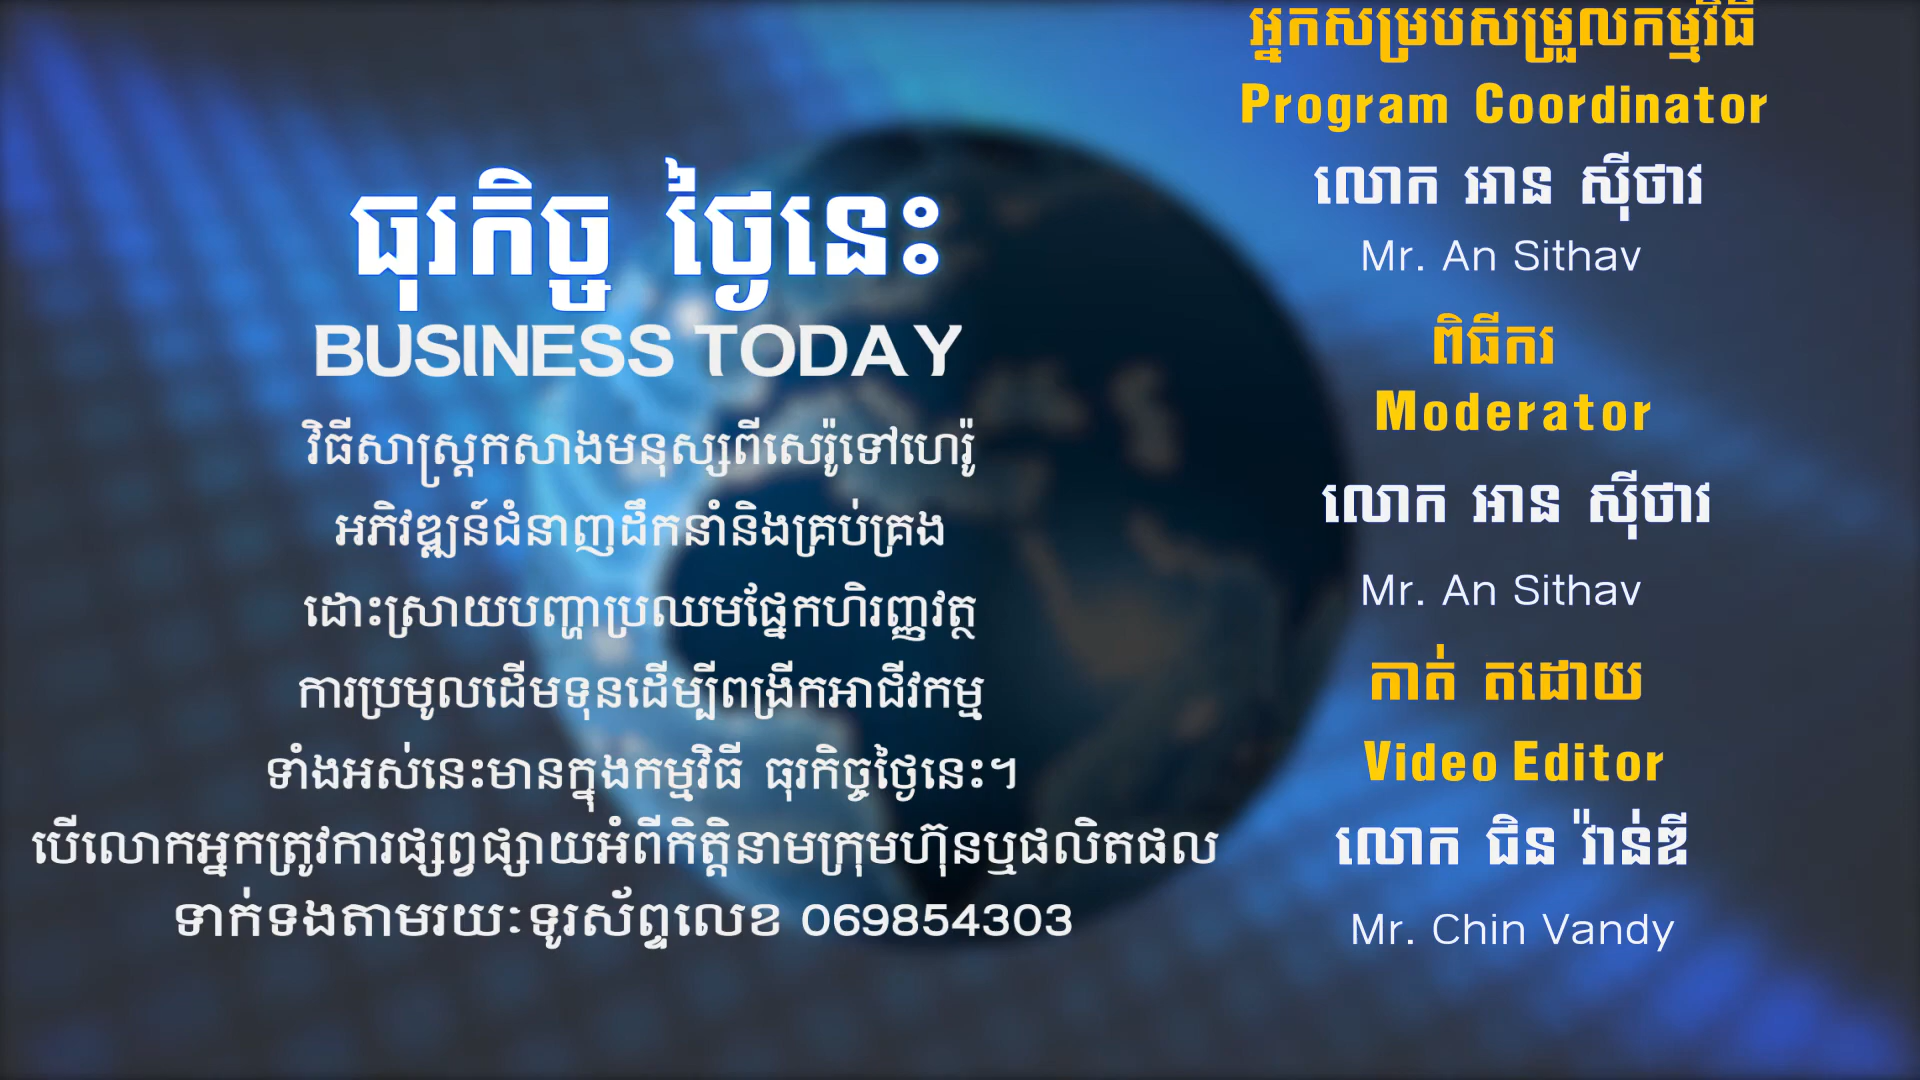 ធុរកិច្ច ថ្ងៃនេះ
BUSINESS TODAY
វិធីសាស្ត្រកសាងមនុស្សពីសេរ៉ូទៅហេរ៉ូ
អភិវឌ្ឍន៍ជំនាញដឹកនាំនិងគ្រប់គ្រង
ដោះស្រាយបញ្ហាប្រឈមផ្នែកហិរញ្ញវត្ថុ
ការប្រមូលដើមទុនដើម្បីពង្រីកអាជីវកម្ម
ទាំងអស់នេះមានក្នុងកម្មវិធី ធុរកិច្ចថ្ងៃនេះ។
បើលោកអ្នកត្រូវការផ្សព្វផ្សាយអំពីកិត្តិនាមក្រុមហ៊ុនឬផលិតផល
ទាក់ទងតាមរយៈទូរស័ព្ទលេខ 069854303
អ្នកសម្របសម្រួលកម្មវិធី
Program Coordinator
លោក អាន ស៊ីថាវ
Mr. An Sithav
ពិធីករ
Moderator
លោក អាន ស៊ីថាវ
Mr. An Sithav
កាត់ តដោយ
Video Editor
លោក ជិន វ៉ាន់ឌី
Mr. Chin Vandy